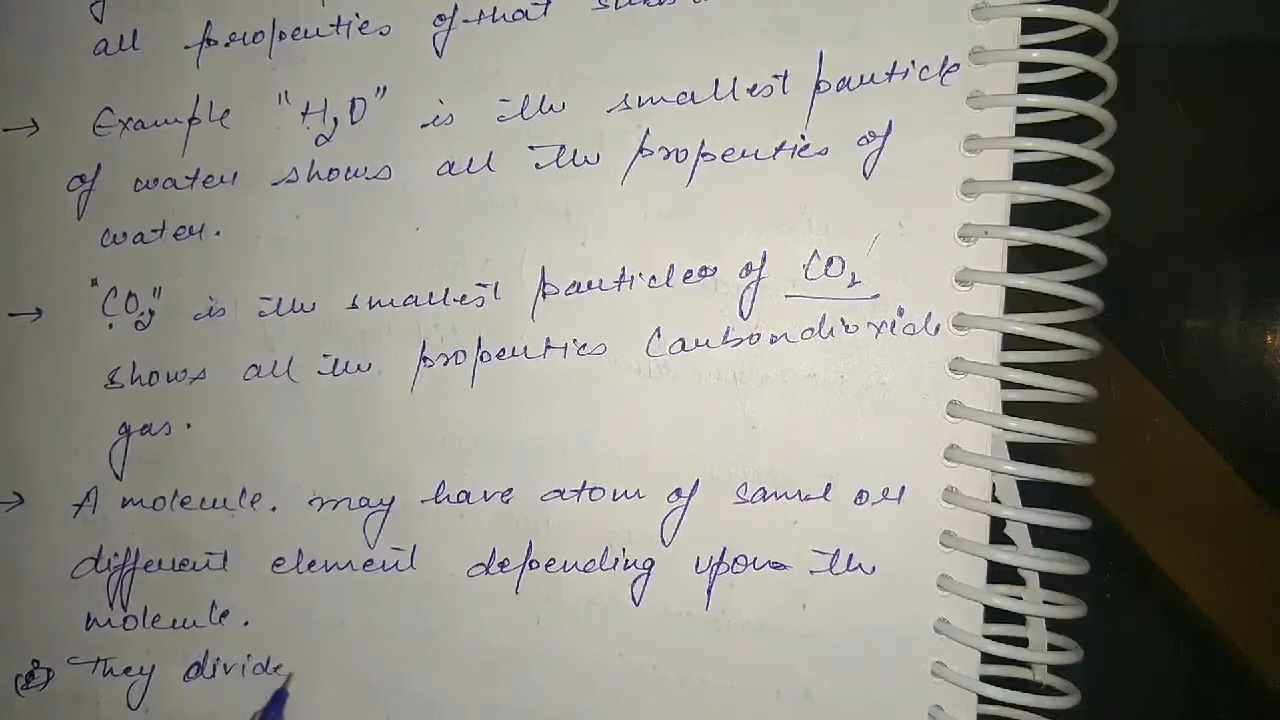 all properties of that
→ Example "H₂O" is the smallest particle
of water shows all the properties of
water.
→ "CO₂" is the smallest particles of CO₂
shows all the properties Carbondioxide
gas.
→ A molecule. may have atom of same or
different element depending upon the
molecule.
(2) They divide